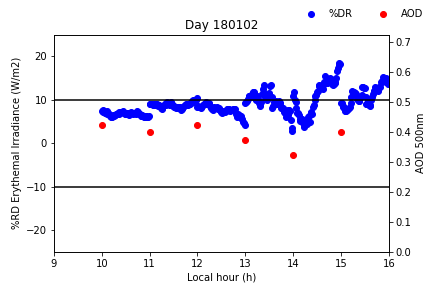 %DR AOD
Day 180102
%RD Erythemal Irradiance (W/m2)
20
10
0
−10
−20
0.7
0.6
0.5
0.4
0.3
0.2
0.1
0.0
AOD 500nm
9 10 11 12 13 14 15 16
Local hour (h)